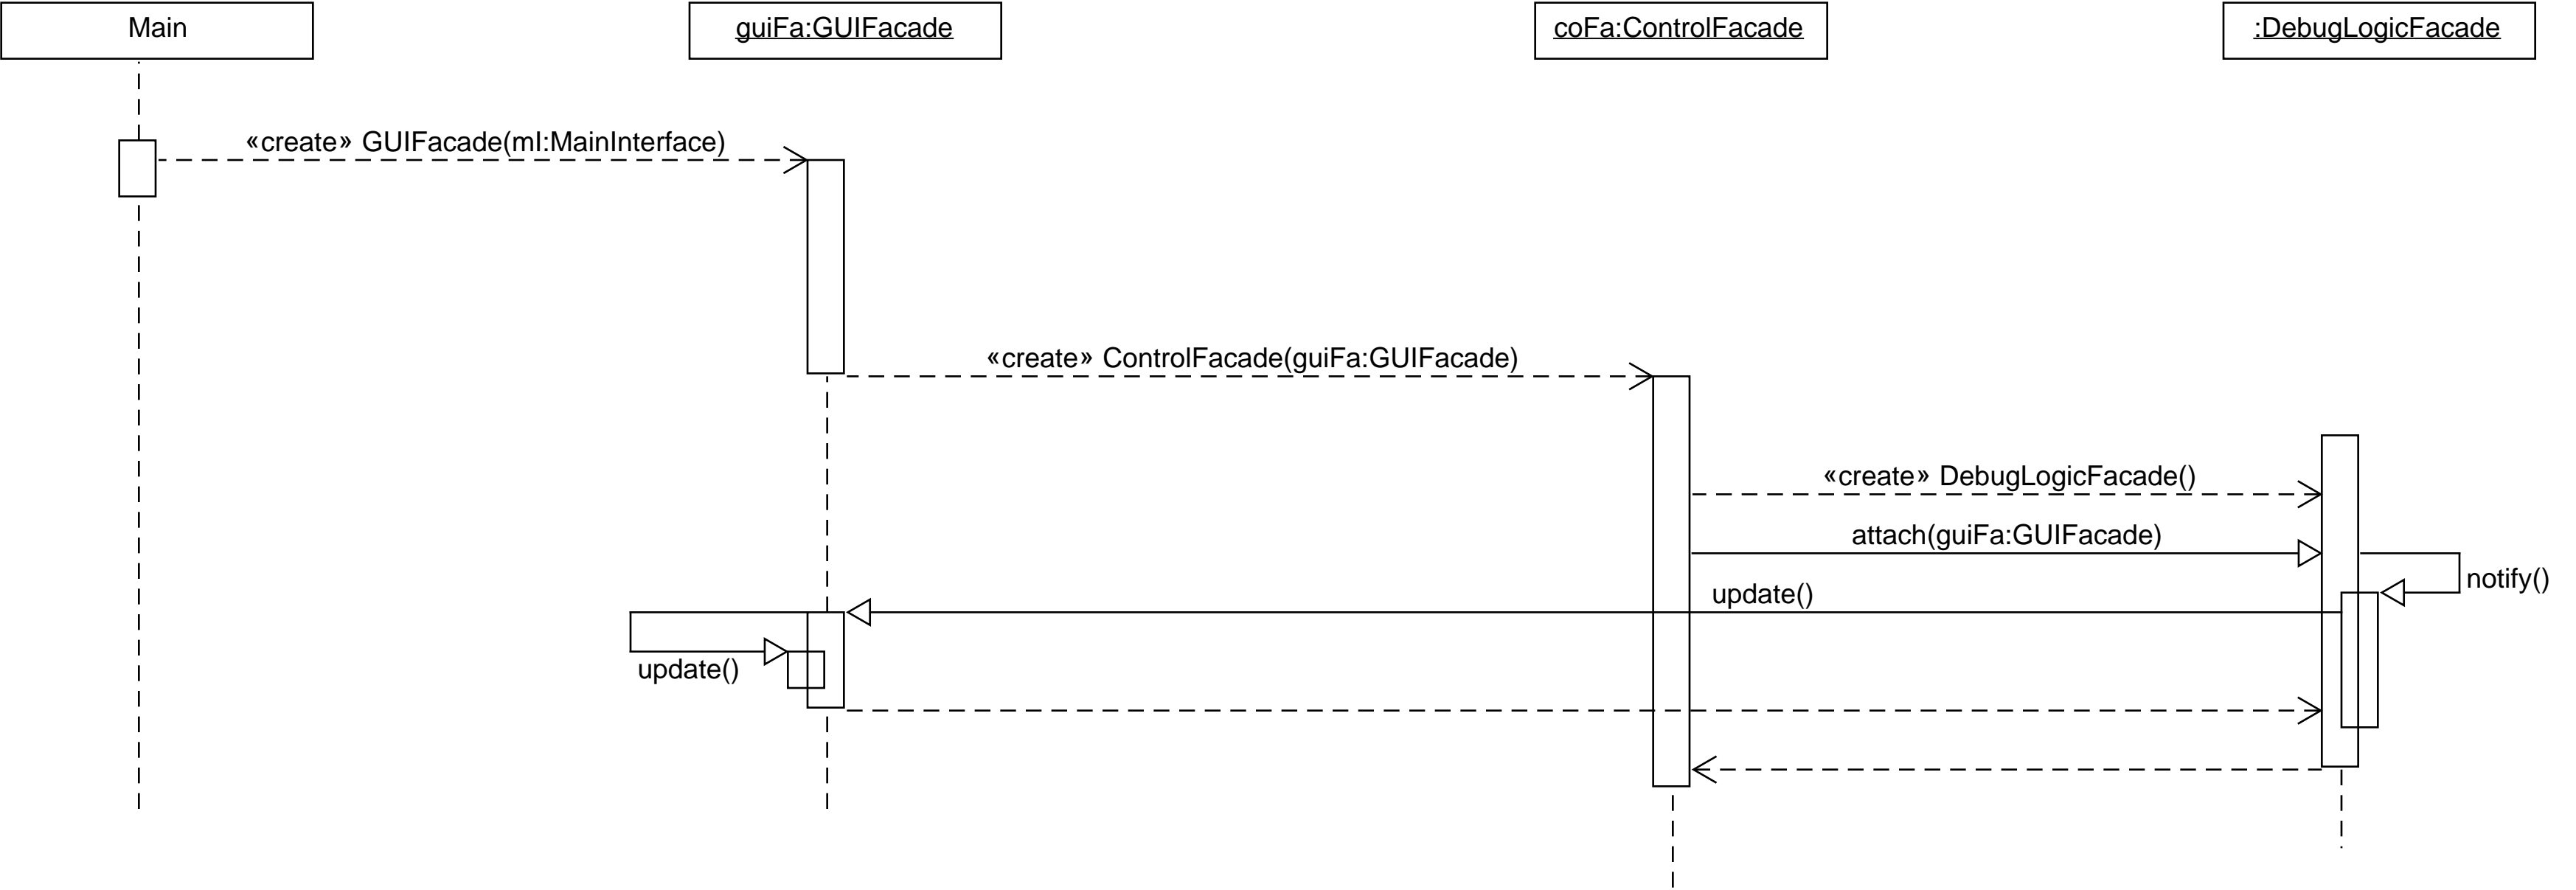 Main
guiFa:GUIFacade
coFa:ControlFacade
:DebugLogicFacade
«create» GUIFacade(mI:MainInterface)
«create» ControlFacade(guiFa:GUIFacade)
«create» DebugLogicFacade()
attach(guiFa:GUIFacade)
notify()
update()
update()